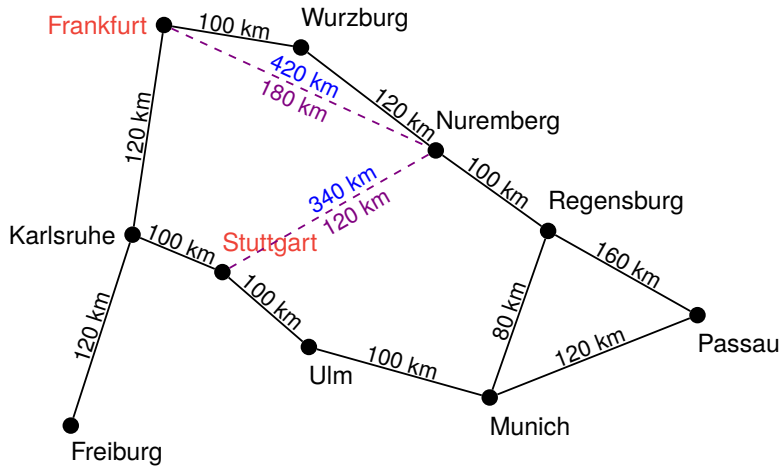 Wurzburg
Frankfurt
100 km
420 km
180 km
120 km
Nuremberg
120 km
100 km
340 km
120 km
Regensburg
Karlsruhe
100 km
Stuttgart
160 km
100 km
80 km
120 km
120 km
Passau
100 km
Ulm
Munich
Freiburg